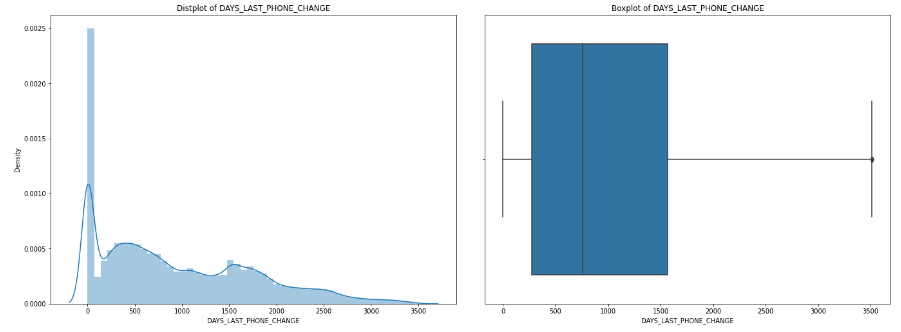 Distplot of DAYS_LAST_PHONE_CHANGE
Boxplot of DAYS_LAST_PHONE_CHANGE
0.0025
0.0020
0.0015
0.0010
0.0005
0.0000
Density
0 500 1000 1500 2000 2500 3000 3500
DAYS_LAST_PHONE_CHANGE
0 500 1000 1500 2000 2500 3000 3500
DAYS_LAST_PHONE_CHANGE